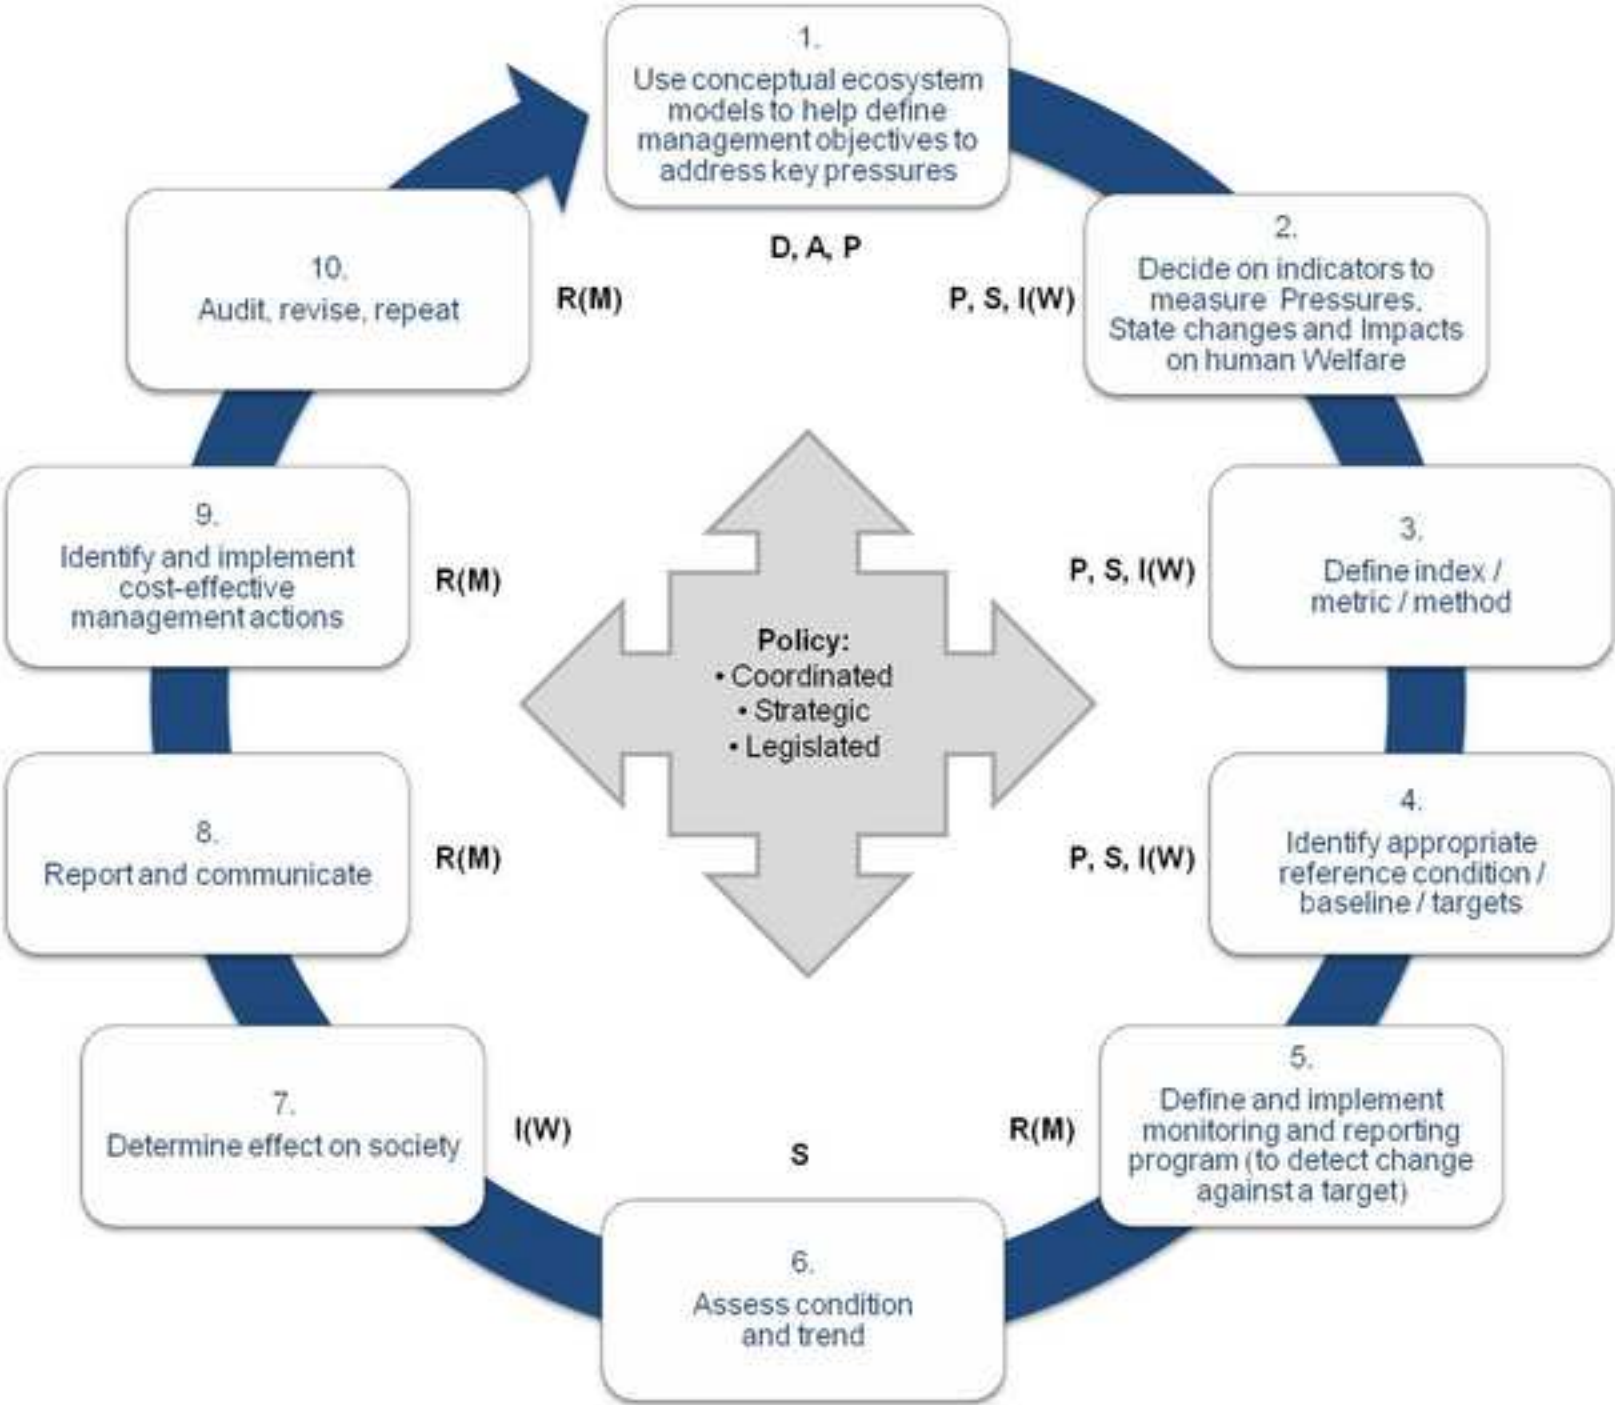 1.
Use conceptual ecosystem
models to help define
management objectives to
address key pressures
D, A, P
2.
Decide on indicators to
measure Pressures,
State changes and Impacts
on human Welfare
P, S, I(W)
3.
Define index /
metric / method
P, S, I(W)
4.
Identify appropriate
reference condition /
baseline / targets
P, S, I(W)
5.
Define and implement
monitoring and reporting
program (to detect change
against a target)
R(M)
6.
Assess condition
and trend
S
7.
Determine effect on society
I(W)
8.
Report and communicate
R(M)
9.
Identify and implement
cost-effective
management actions
R(M)
10.
Audit, revise, repeat
R(M)
Policy:
• Coordinated
• Strategic
• Legislated